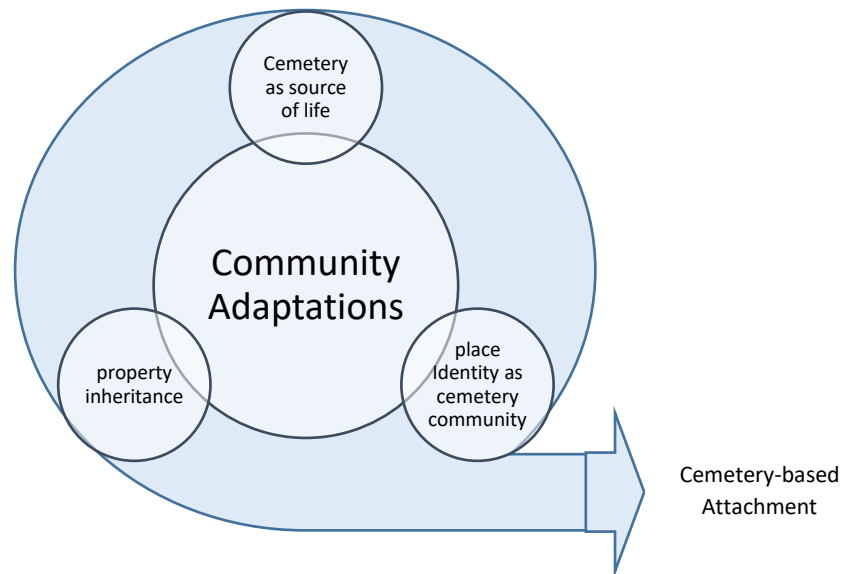 Cemetery
as source
of life
Community
Adaptations
property
inheritance
place
Identity as
cemetery
community
Cemetery-based
Attachment